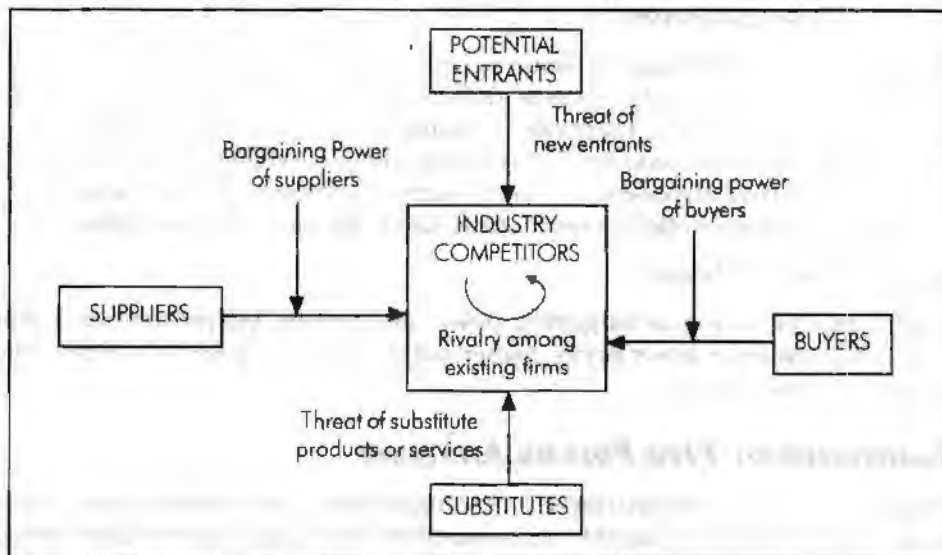 POTENTIAL
ENTRANTS
Threat of
new entrants
Bargaining Power
of suppliers
Bargaining power
of buyers
INDUSTRY
COMPETITORS
SUPPLIERS
Rivalry among
existing firms
BUYERS
Threat of substitute
products or services
SUBSTITUTES